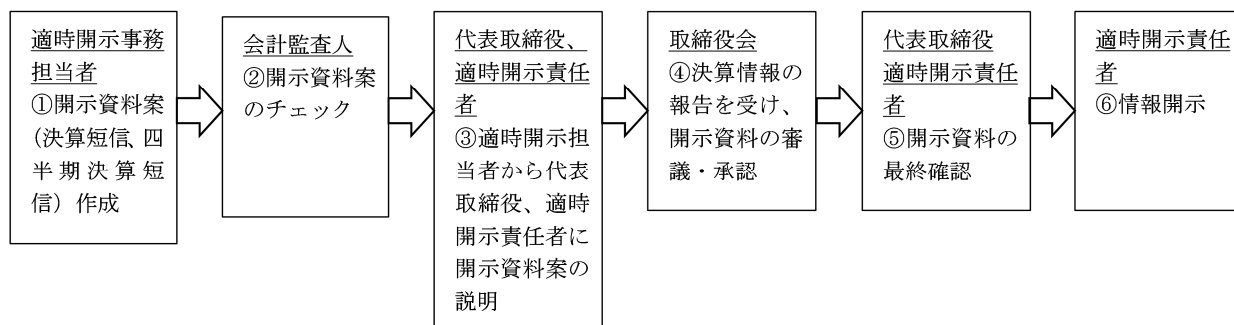 適時開示事務
担当者
①開示資料案
(決算短信、四
半期決算短
信)作成
会計監査人
②開示資料案
のチェック
代表取締役、
適時開示責任
者
③適時開示担
当者から代表
取締役、適時
開示責任者に
開示資料案の
説明
取締役会
④決算情報の
報告を受け、
開示資料の審
議・承認
代表取締役
適時開示責任
者
⑤開示資料の
最終確認
適時開示責任
者
⑥情報開示